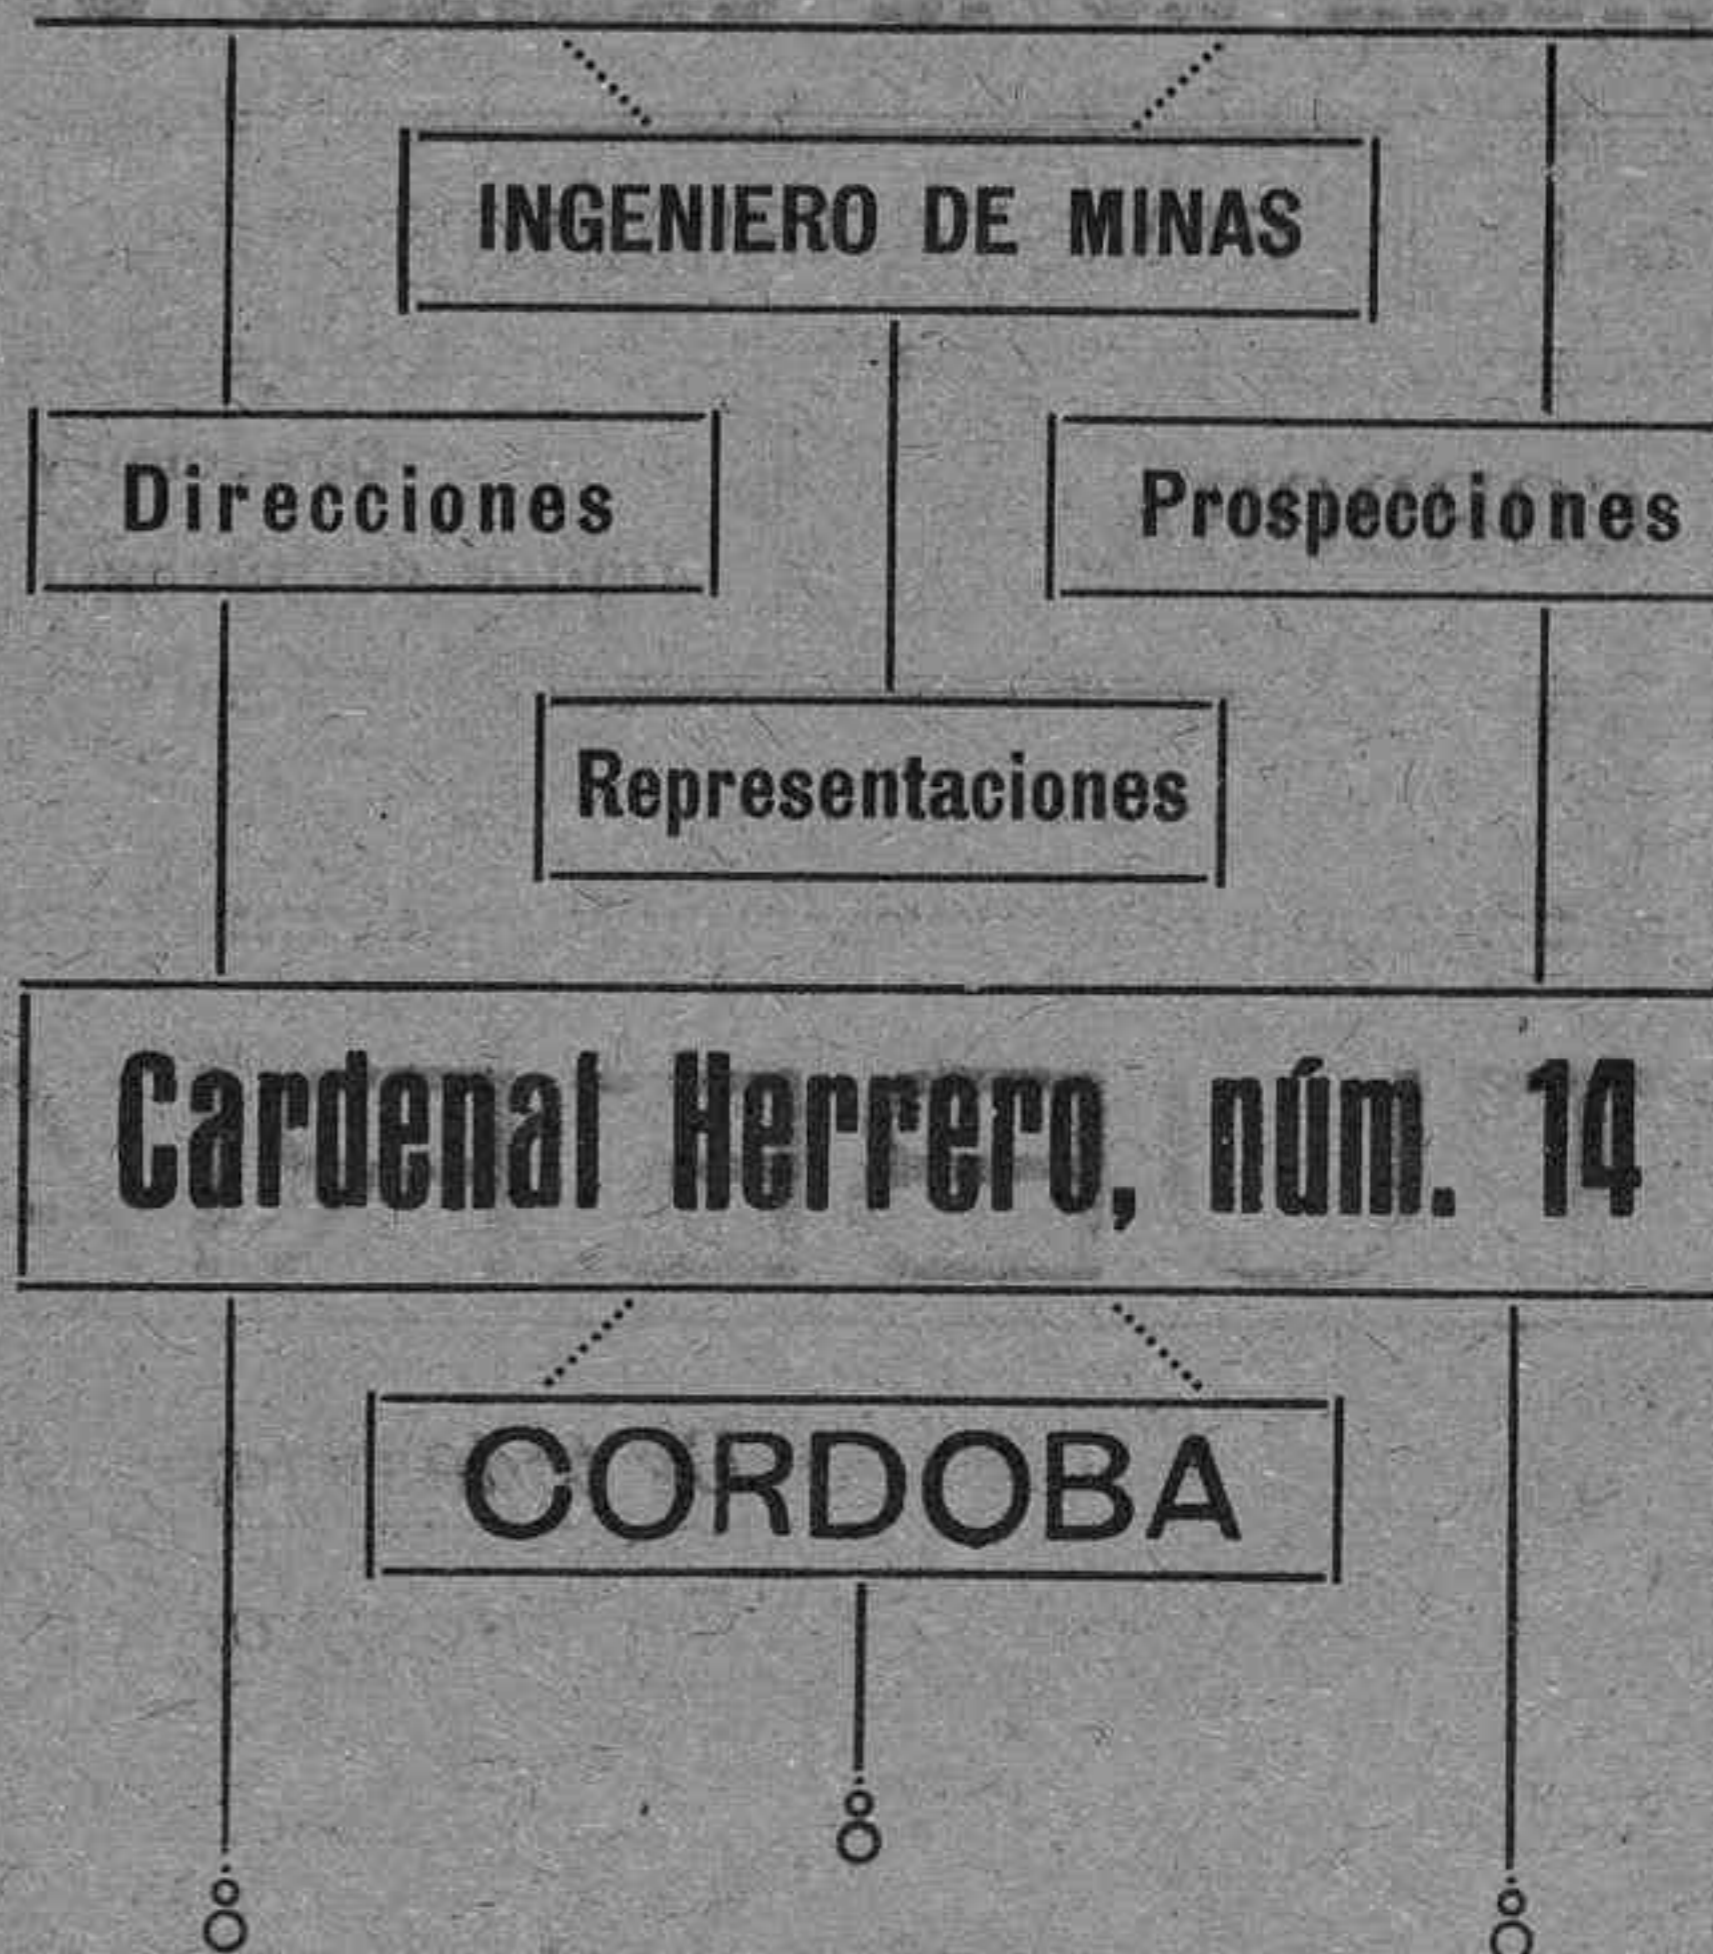 INGENIERO DE MINAS
Direcciones
Prospecciones
Representaciones
Cardenal Herrero, núm. 14
CORDOBA